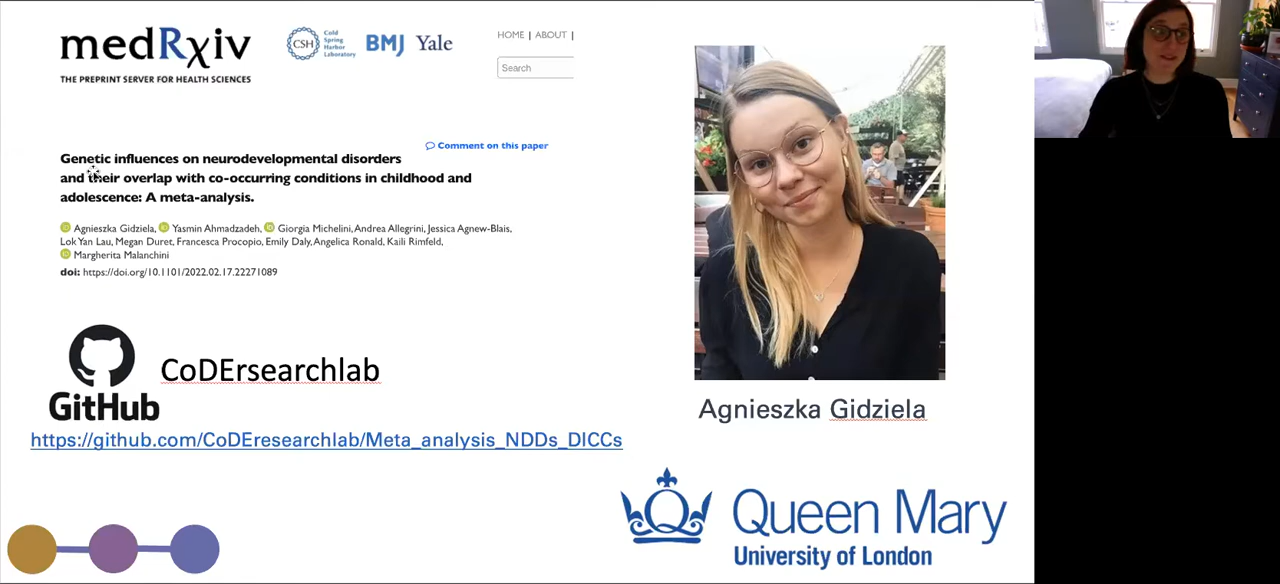 medRxiv
THE PREPRINT SERVER FOR HEALTH SCIENCES
CSH Cold Spring Harbor Laboratory
BMJ Yale
HOME | ABOUT |
Search
Comment on this paper
Genetic influences on neurodevelopmental disorders
and their overlap with co-occurring conditions in childhood and
adolescence: A meta-analysis.
Agnieszka Gidziela, Yasmin Ahmadzadeh, Giorgia Michelini, Andrea Allegrini, Jessica Agnew-Blais,
Lok Yan Lau, Megan Duret, Francesca Procopio, Emily Daly, Angelica Ronald, Kaili Rimfeld,
Margherita Malanchini
doi: https://doi.org/10.1101/2022.02.17.22271089
GitHub
CoDErsearchlab
https://github.com/CoDEresearchlab/Meta_analysis_NDDs_DICCs
Agnieszka Gidziela
Queen Mary
University of London